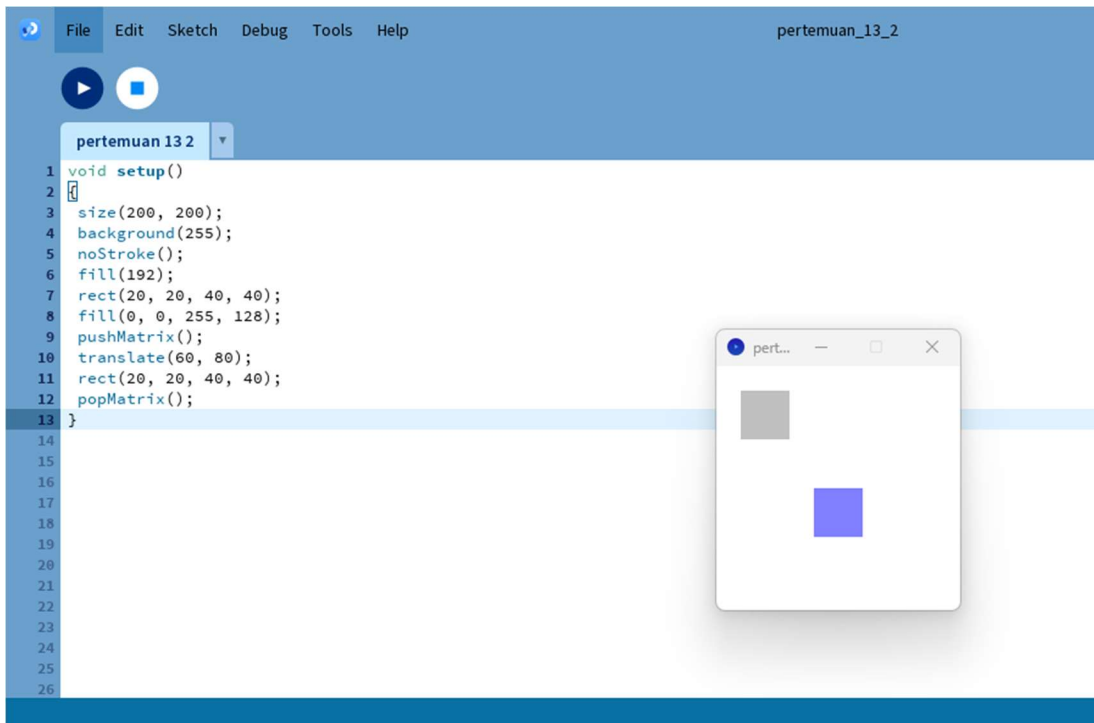 File Edit Sketch Debug Tools Help pertemuan_13_2
pertemuan 13 2
1 void setup()
2 {
3 size(200, 200);
4 background(255);
5 noStroke();
6 fill(192);
7 rect(20, 20, 40, 40);
8 fill(0, 0, 255, 128);
9 pushMatrix();
10 translate(60, 80);
11 rect(20, 20, 40, 40);
12 popMatrix();
13 }
14
15
16
17
18
19
20
21
22
23
24
25
26
pert...